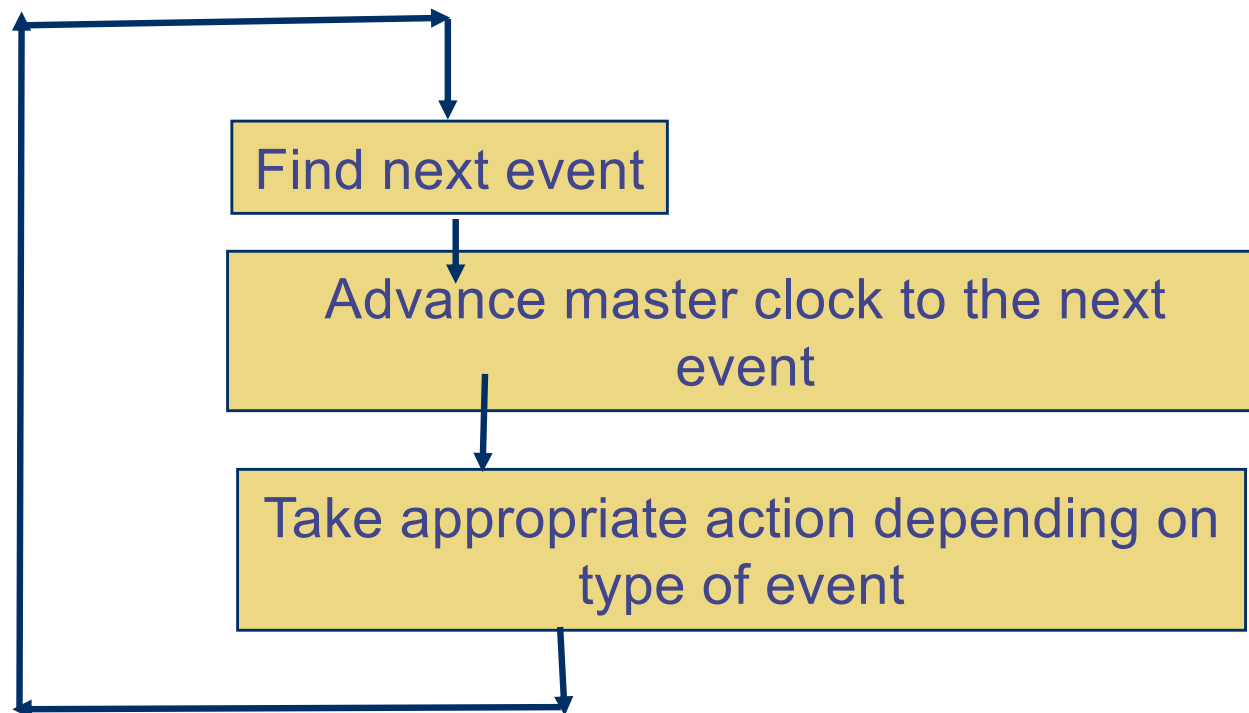 Find next event
Advance master clock to the next
event
Take appropriate action depending on
type of event